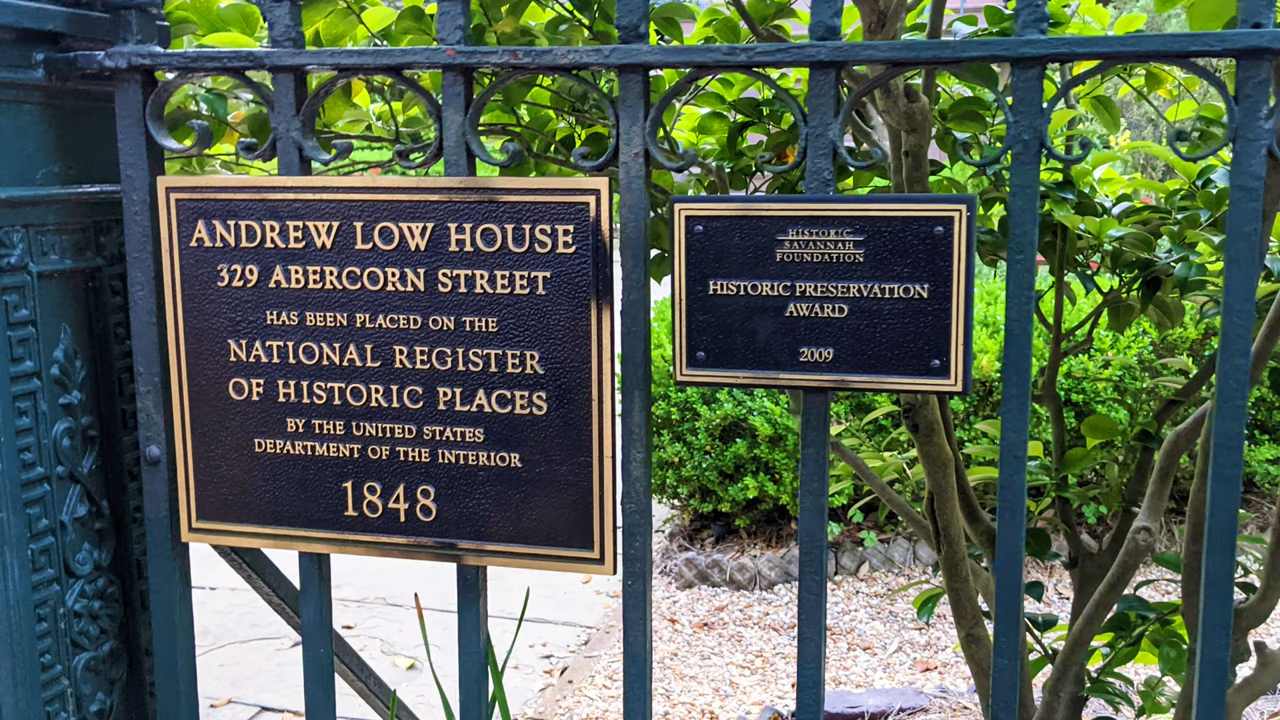 ANDREW LOW HOUSE
329 ABERCORN STREET
HAS BEEN PLACED ON THE
NATIONAL REGISTER
OF HISTORIC PLACES
BY THE UNITED STATES
DEPARTMENT OF THE INTERIOR
1848
HISTORIC
SAVANNAH
FOUNDATION
HISTORIC PRESERVATION
AWARD
2009